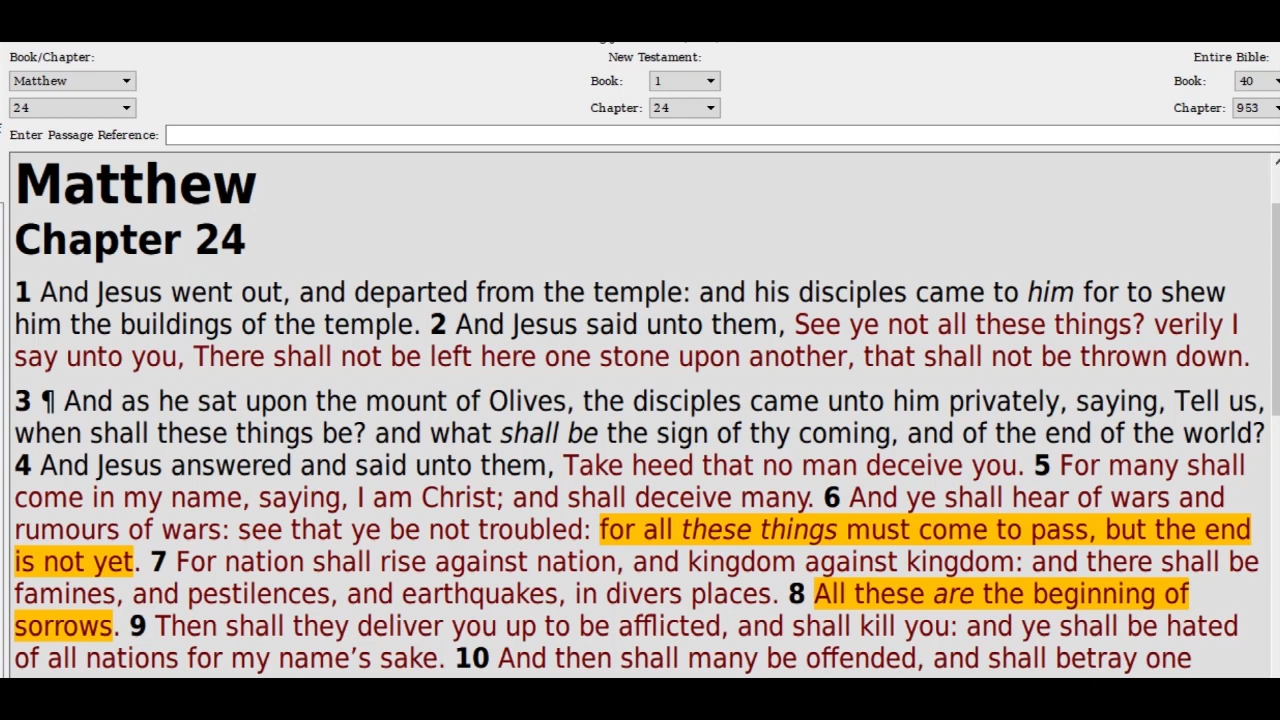 Book/Chapter:
New Testament:
Entire Bible:
Matthew
Book: 1
Book: 40
24
Chapter: 24
Chapter: 953
Enter Passage Reference:
Matthew
Chapter 24
1 And Jesus went out, and departed from the temple: and his disciples came to him for to shew
him the buildings of the temple. 2 And Jesus said unto them, See ye not all these things? verily I
say unto you, There shall not be left here one stone upon another, that shall not be thrown down.
3 ¶ And as he sat upon the mount of Olives, the disciples came unto him privately, saying, Tell us,
when shall these things be? and what shall be the sign of thy coming, and of the end of the world?
4 And Jesus answered and said unto them, Take heed that no man deceive you. 5 For many shall
come in my name, saying, I am Christ; and shall deceive many. 6 And ye shall hear of wars and
rumours of wars: see that ye be not troubled: for all these things must come to pass, but the end
is not yet. 7 For nation shall rise against nation, and kingdom against kingdom: and there shall be
famines, and pestilences, and earthquakes, in divers places. 8 All these are the beginning of
sorrows. 9 Then shall they deliver you up to be afflicted, and shall kill you: and ye shall be hated
of all nations for my name’s sake. 10 And then shall many be offended, and shall betray one